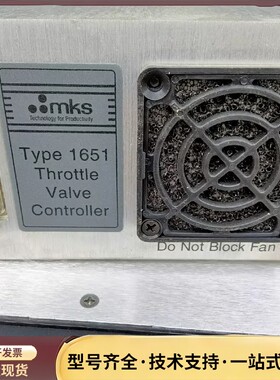 mks
Technology for Productivity
Type 1651
Throttle
Valve
Controller
Do Not Block Fan
开发票
现货
型号齐全·技术支持·一站式